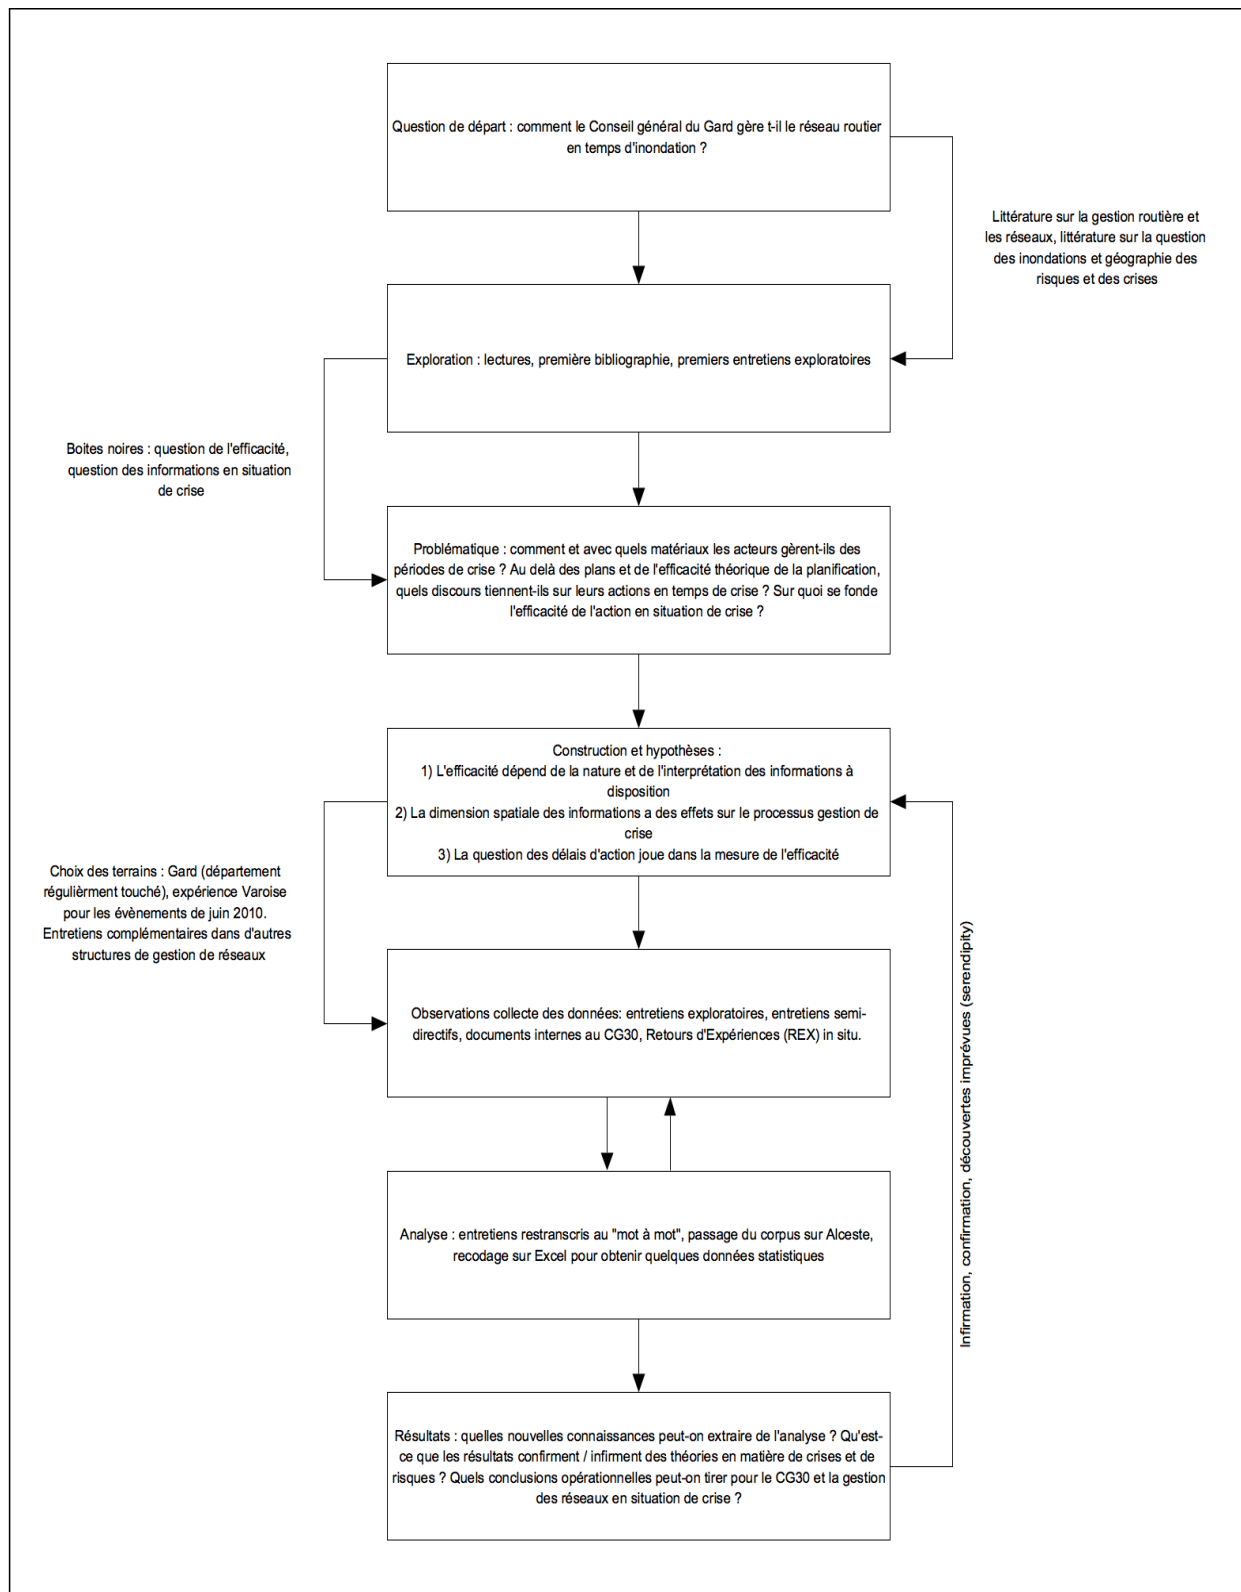 Question de départ : comment le Conseil général du Gard gère t-il le réseau routier
en temps d'inondation ?
Littérature sur la gestion routière et
les réseaux, littérature sur la question
des inondations et géographie des
risques et des crises
Exploration : lectures, première bibliographie, premiers entretiens exploratoires
Boites noires : question de l'efficacité,
question des informations en situation
de crise
Problématique : comment et avec quels matériaux les acteurs gèrent-ils des
périodes de crise ? Au delà des plans et de l'efficacité théorique de la planification,
quels discours tiennent-ils sur leurs actions en temps de crise ? Sur quoi se fonde
l'efficacité de l'action en situation de crise ?
Construction et hypothèses :
1) L'efficacité dépend de la nature et de l'interprétation des informations à
disposition
2) La dimension spatiale des informations a des effets sur le processus gestion de
crise
3) La question des délais d'action joue dans la mesure de l'efficacité
Choix des terrains : Gard (département
régulièrment touché), expérience Varoise
pour les évènements de juin 2010.
Entretiens complémentaires dans d'autres
structures de gestion de réseaux
Observations collecte des données: entretiens exploratoires, entretiens semi-
directifs, documents internes au CG30, Retours d'Expériences (REX) in situ.
Infirmation, confirmation, découvertes imprévues (serendipity)
Analyse : entretiens restranscris au "mot à mot", passage du corpus sur Alceste,
recodage sur Excel pour obtenir quelques données statistiques
Résultats : quelles nouvelles connaissances peut-on extraire de l'analyse ? Qu'est-
ce que les résultats confirment / infirment des théories en matière de crises et de
risques ? Quels conclusions opérationnelles peut-on tirer pour le CG30 et la gestion
des réseaux en situation de crise ?